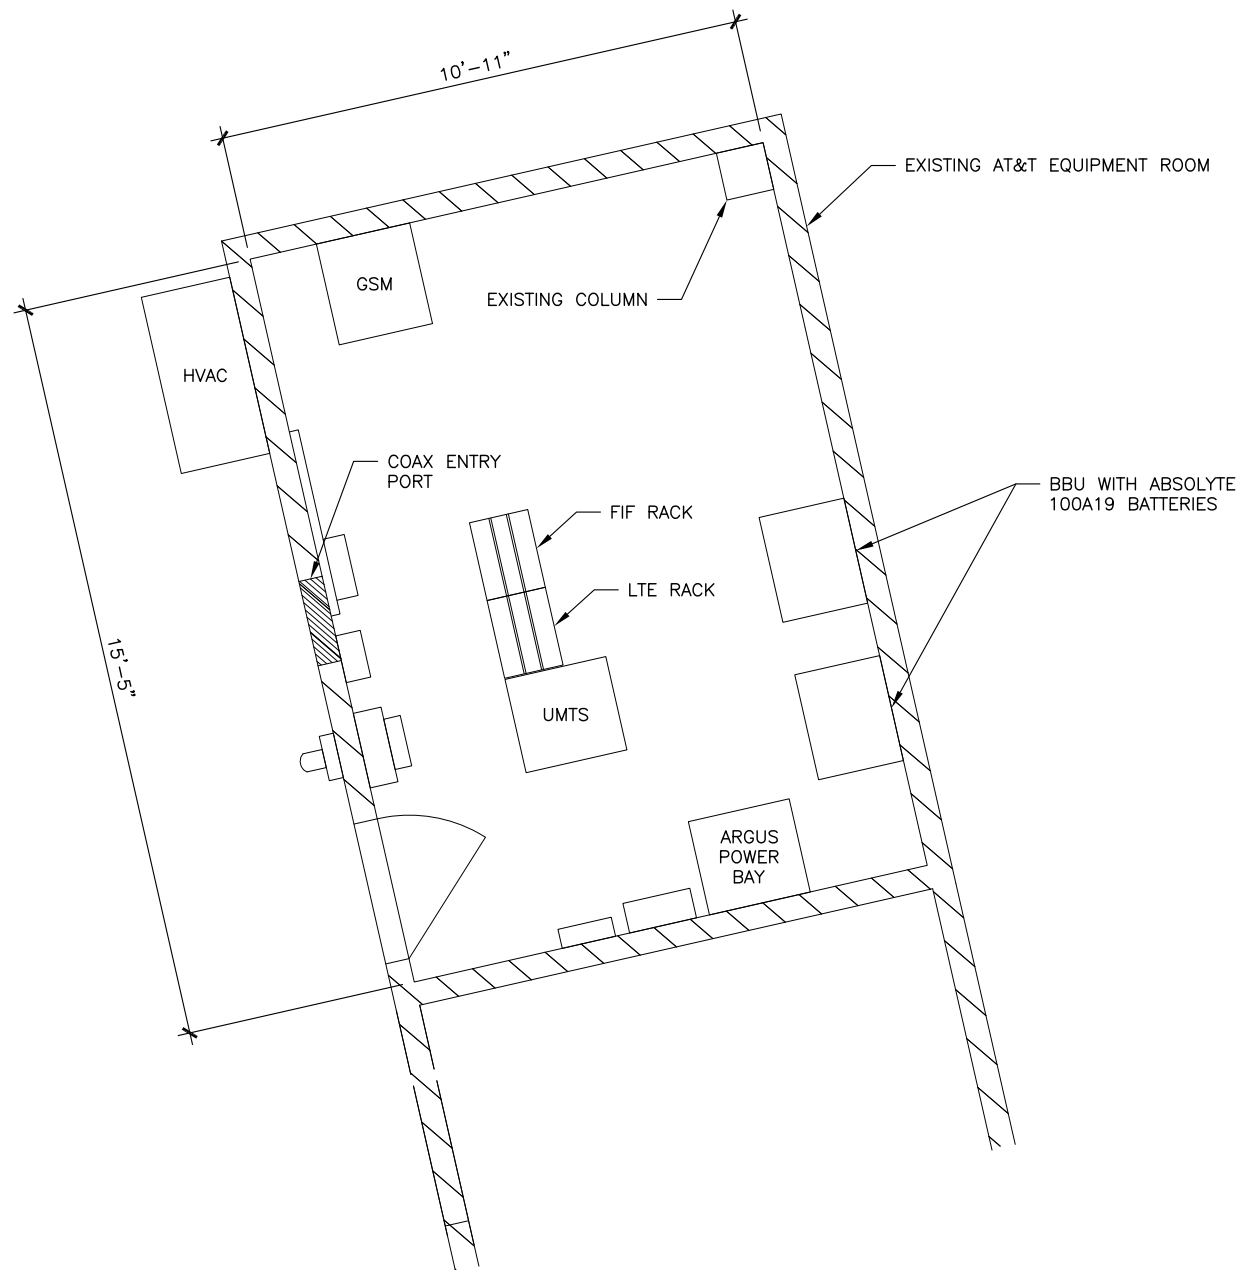 10'-11"
EXISTING AT&T EQUIPMENT ROOM
GSM
EXISTING COLUMN
HVAC
COAX ENTRY
PORT
FIF RACK
BBU WITH ABSOLYTE
100A19 BATTERIES
LTE RACK
15'-5"
UMTS
ARGUS
POWER
BAY